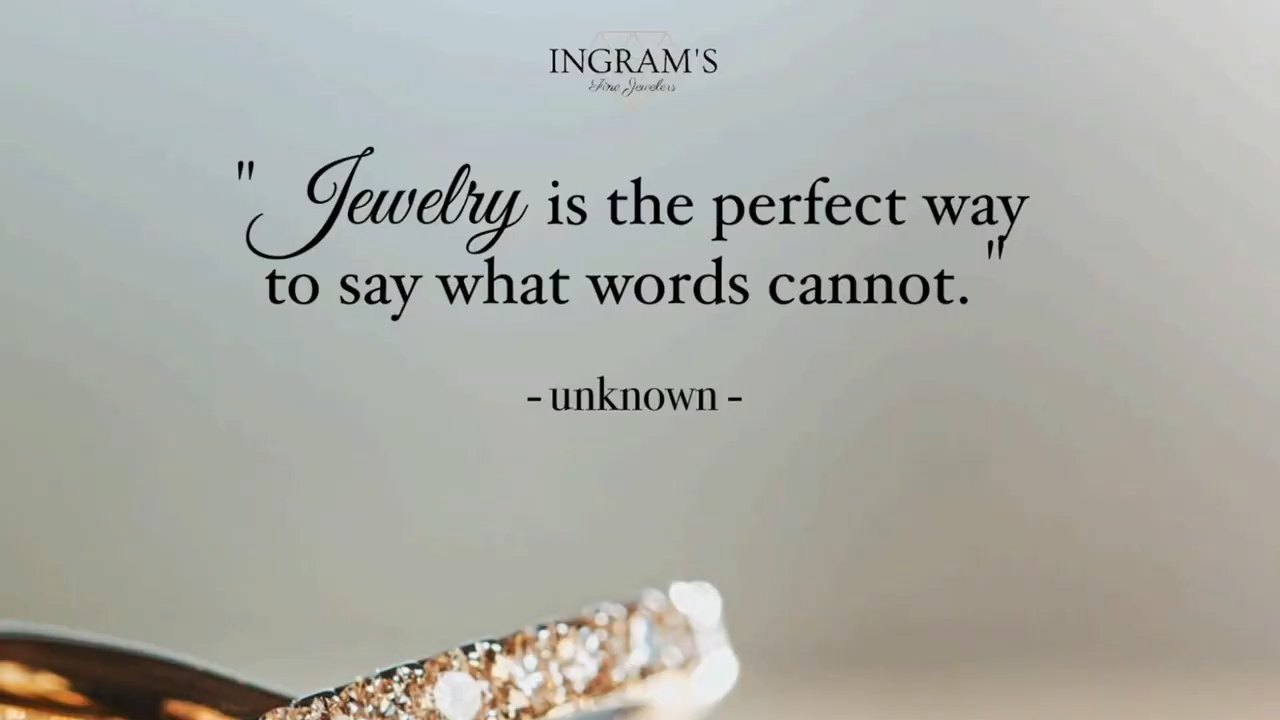 INGRAM'S
Fine Jewelers
"Jewelry is the perfect way
to say what words cannot."
-unknown-